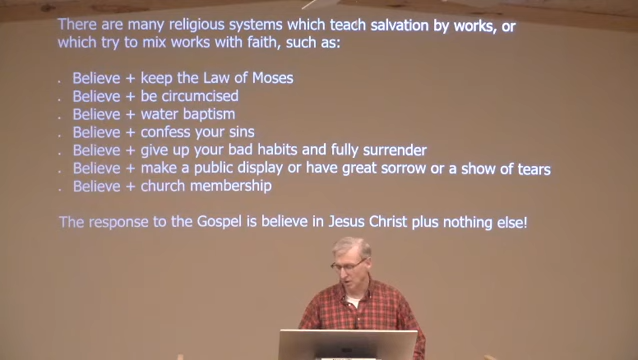 There are many religious systems which teach salvation by works, or
which try to mix works with faith, such as:
. Believe + keep the Law of Moses
. Believe + be circumcised
. Believe + water baptism
. Believe + confess your sins
. Believe + give up your bad habits and fully surrender
. Believe + make a public display or have great sorrow or a show of tears
. Believe + church membership
The response to the Gospel is believe in Jesus Christ plus nothing else!